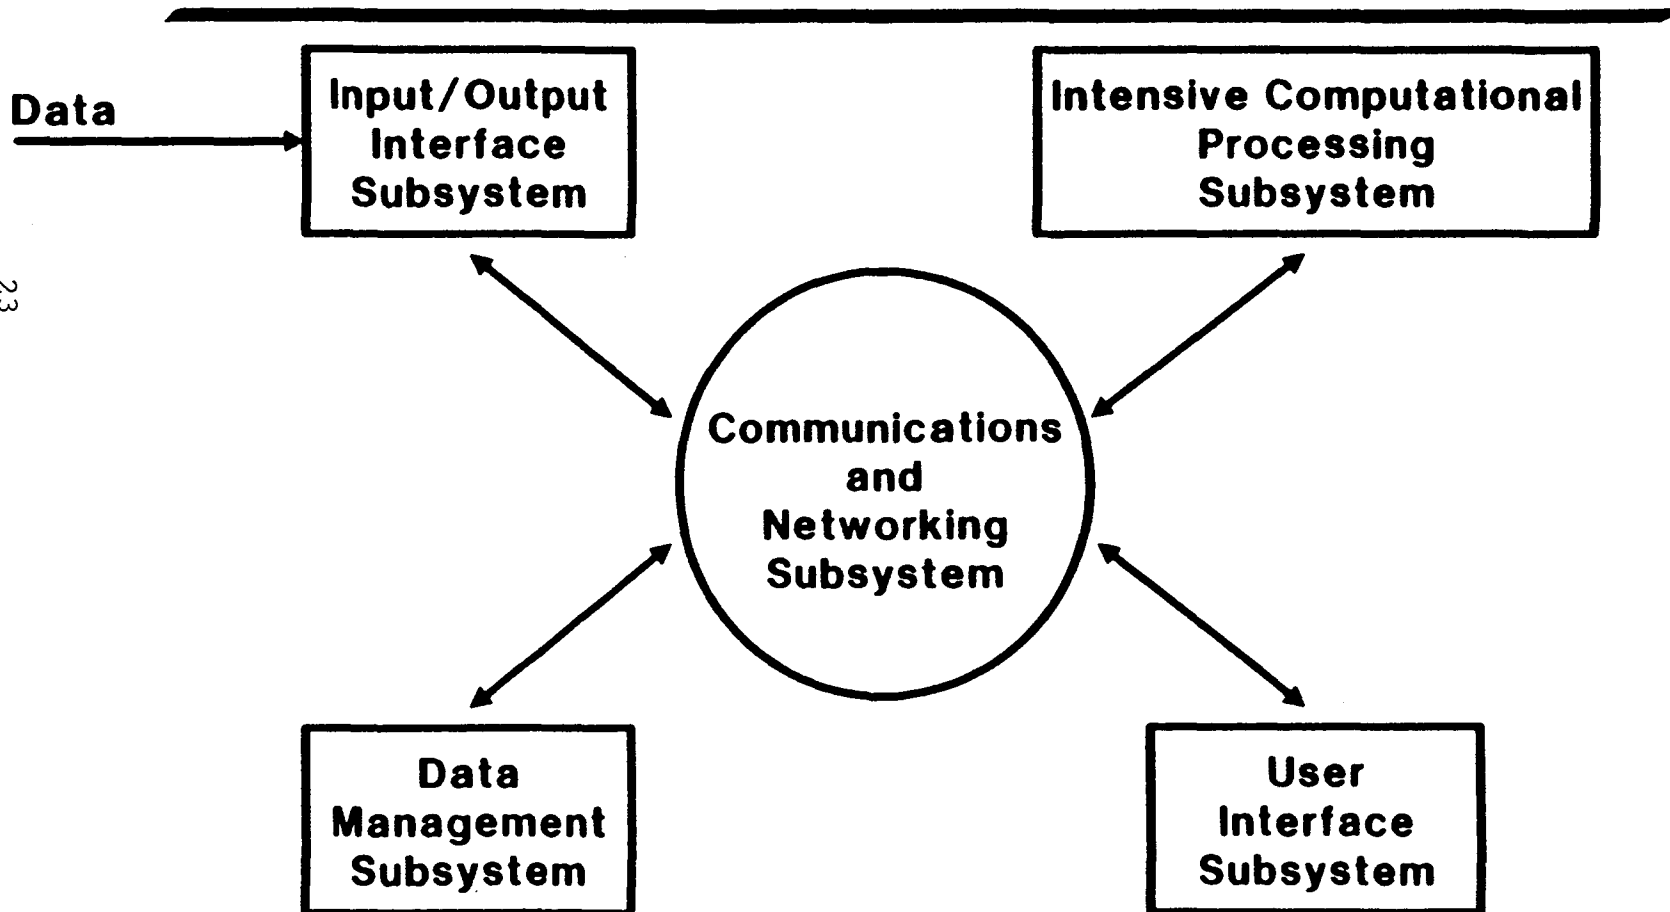 Data
Input/Output
Interface
Subsystem
Intensive Computational
Processing
Subsystem
23
Communications
and
Networking
Subsystem
Data
Management
Subsystem
User
Interface
Subsystem